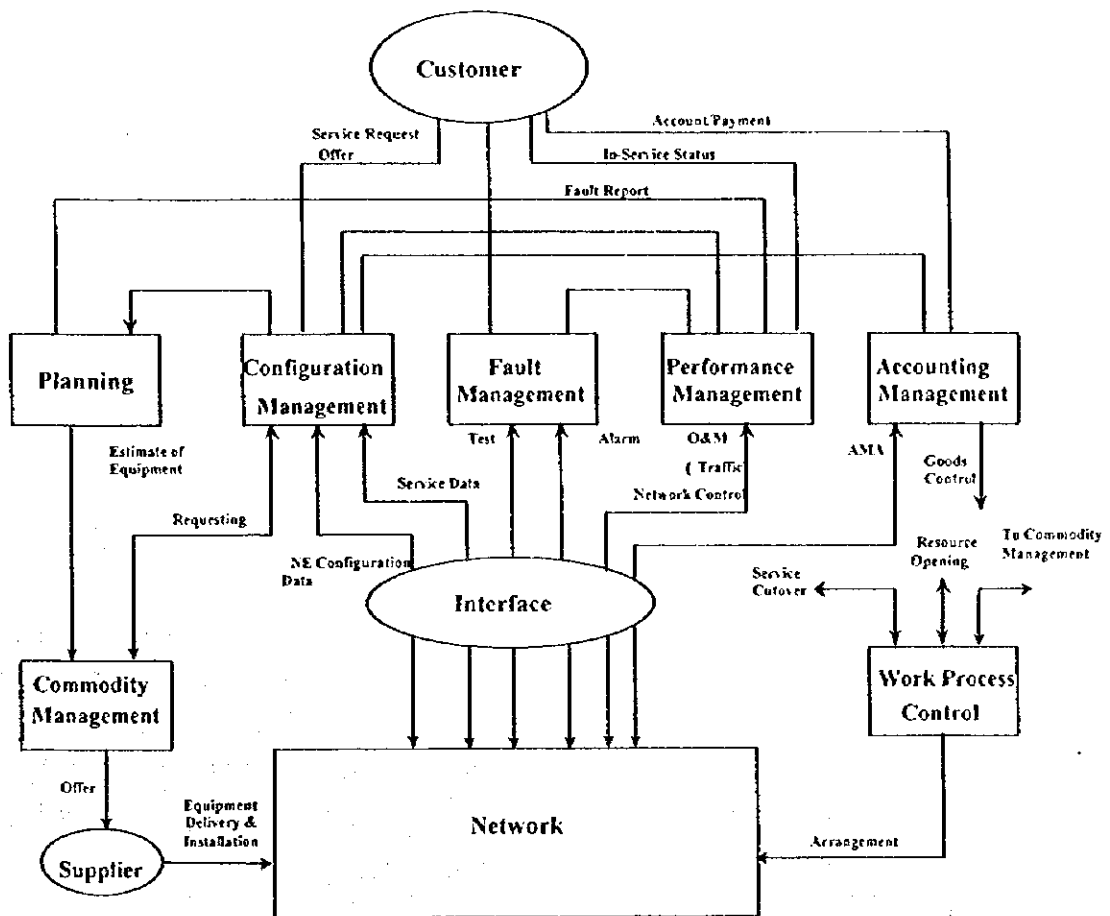 Customer
Account/Payment
Service Request
Offer
In-Service Status
Fault Report
Planning
Configuration
Management
Fault
Management
Performance
Management
Accounting
Management
Estimate of
Equipment
Test
Alarm
O&M
( Traffic
Network Control
AMA
Goods
Control
Service Data
Requesting
NE Configuration
Data
Interface
Resource
Opening
To Commodity
Management
Service
Cutover
Commodity
Management
Work Process
Control
Offer
Equipment
Delivery &
Installation
Network
Supplier
Arrangement